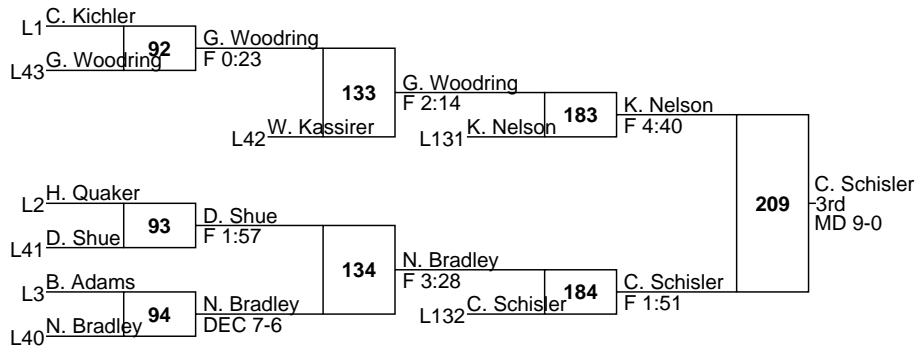 L1 C. Kichler
92
L43 G. Woodring
G. Woodring
F 0:23
133
L42 W. Kassirer
G. Woodring
F 2:14
183
L131 K. Nelson
K. Nelson
F 4:40
L2 H. Quaker
93
L41 D. Shue
D. Shue
F 1:57
134
L3 B. Adams
94
L40 N. Bradley
N. Bradley
DEC 7-6
N. Bradley
F 3:28
184
L132 C. Schisler
C. Schisler
F 1:51
209
C. Schisler
3rd
MD 9-0